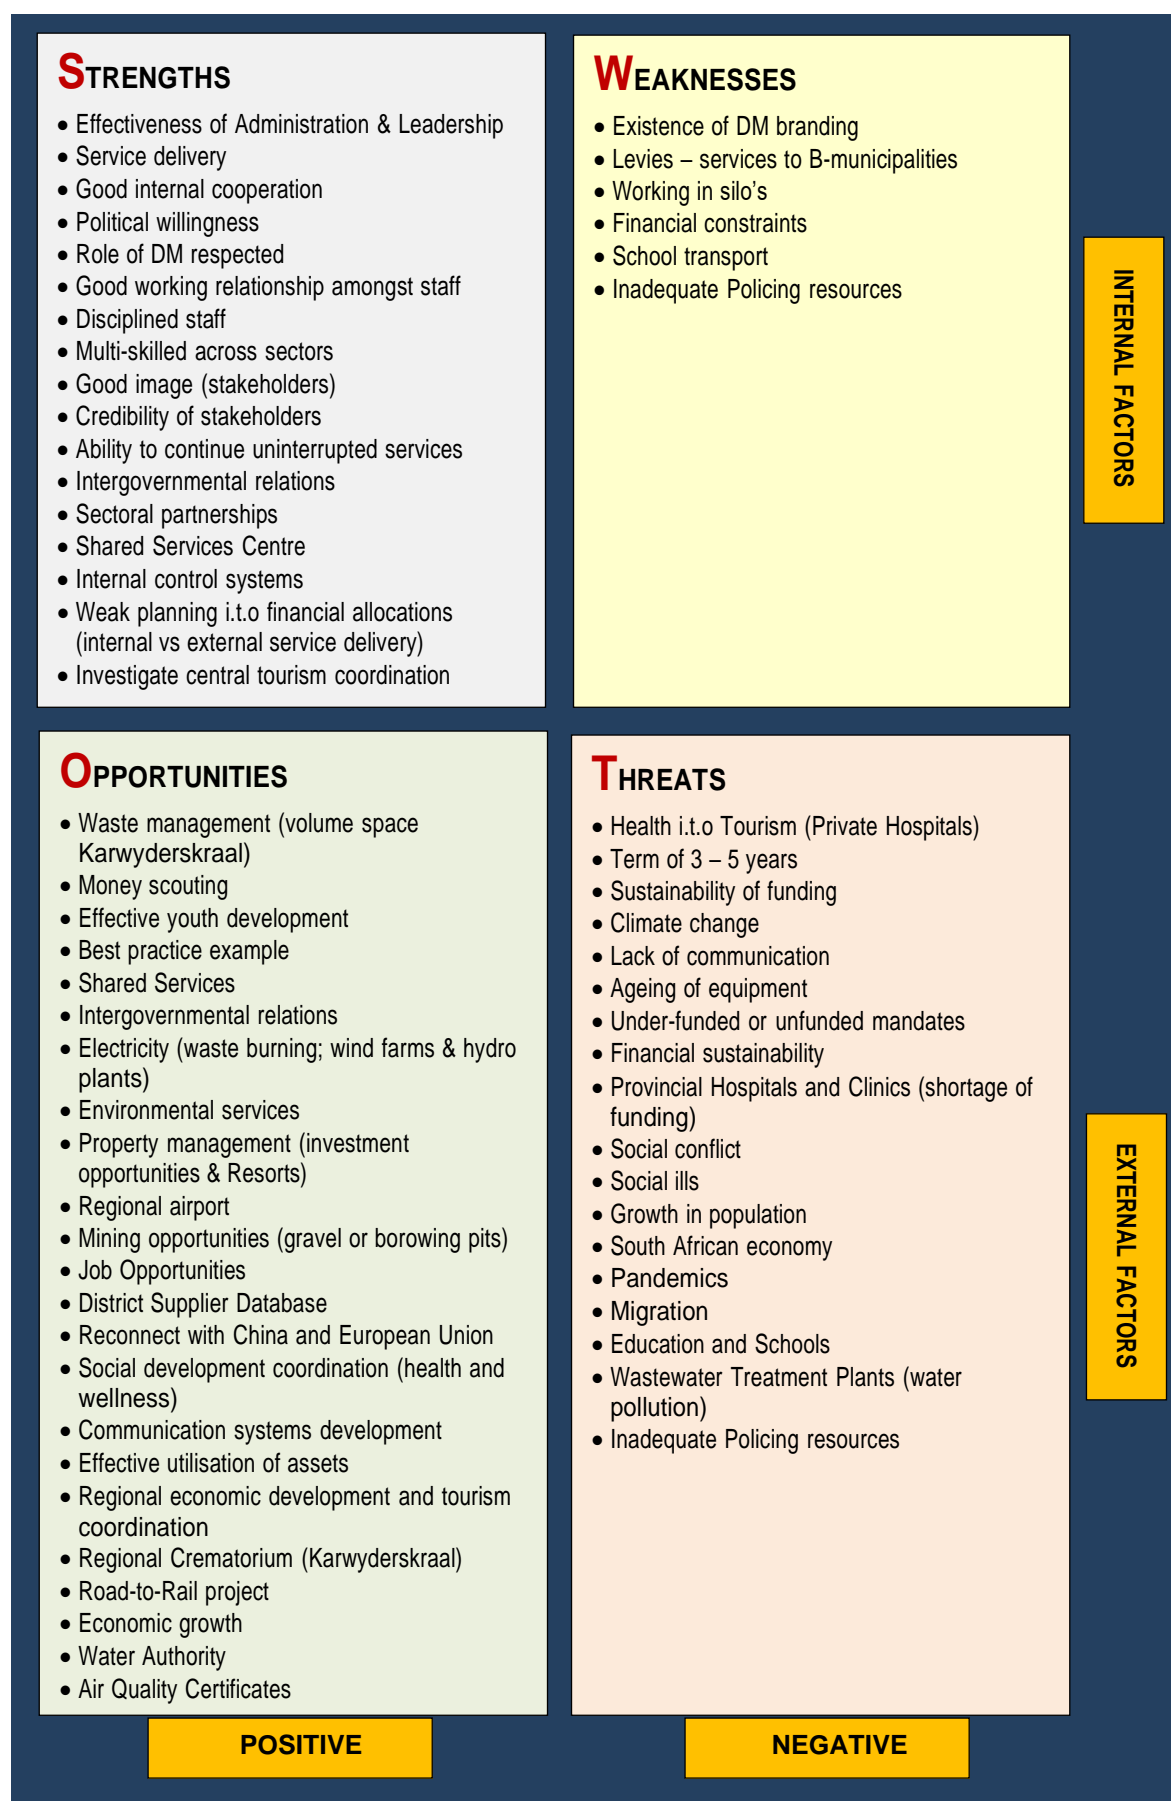 STRENGTHS
• Effectiveness of Administration & Leadership
• Service delivery
• Good internal cooperation
• Political willingness
• Role of DM respected
• Good working relationship amongst staff
• Disciplined staff
• Multi-skilled across sectors
• Good image (stakeholders)
• Credibility of stakeholders
• Ability to continue uninterrupted services
• Intergovernmental relations
• Sectoral partnerships
• Shared Services Centre
• Internal control systems
• Weak planning i.t.o financial allocations
(internal vs external service delivery)
• Investigate central tourism coordination
WEAKNESSES
• Existence of DM branding
• Levies – services to B-municipalities
• Working in silo’s
• Financial constraints
• School transport
• Inadequate Policing resources
INTERNAL FACTORS
OPPORTUNITIES
• Waste management (volume space
Karwyderskraal)
• Money scouting
• Effective youth development
• Best practice example
• Shared Services
• Intergovernmental relations
• Electricity (waste burning; wind farms & hydro
plants)
• Environmental services
• Property management (investment
opportunities & Resorts)
• Regional airport
• Mining opportunities (gravel or borowing pits)
• Job Opportunities
• District Supplier Database
• Reconnect with China and European Union
• Social development coordination (health and
wellness)
• Communication systems development
• Effective utilisation of assets
• Regional economic development and tourism
coordination
• Regional Crematorium (Karwyderskraal)
• Road-to-Rail project
• Economic growth
• Water Authority
• Air Quality Certificates
THREATS
• Health i.t.o Tourism (Private Hospitals)
• Term of 3 – 5 years
• Sustainability of funding
• Climate change
• Lack of communication
• Ageing of equipment
• Under-funded or unfunded mandates
• Financial sustainability
• Provincial Hospitals and Clinics (shortage of
funding)
• Social conflict
• Social ills
• Growth in population
• South African economy
• Pandemics
• Migration
• Education and Schools
• Wastewater Treatment Plants (water
pollution)
• Inadequate Policing resources
EXTERNAL FACTORS
POSITIVE
NEGATIVE